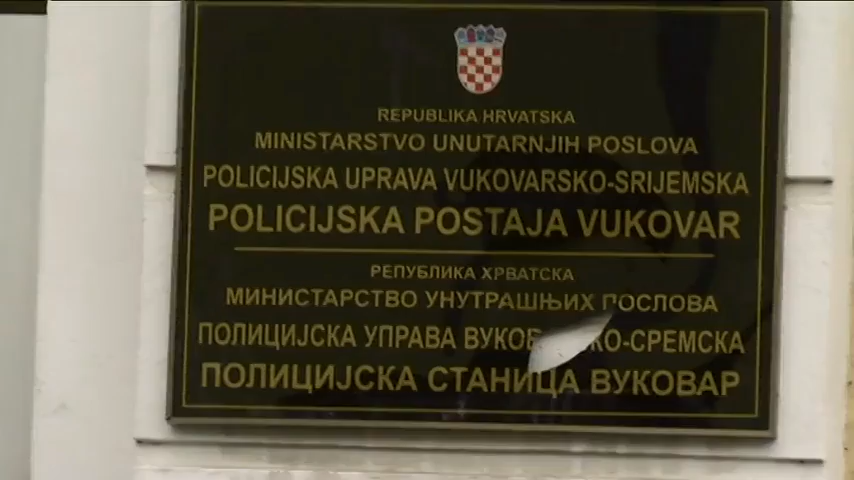 REPUBLIKA HRVATSKA
MINISTARSTVO UNUTARNJIH POSLOVA
POLICIJSKA UPRAVA VUKOVARSKO-SRIJEMSKA
POLICIJSKA POSTAJA VUKOVAR
РЕПУБЛИКА ХРВАТСКА
МИНИСТАРСТВО УНУТРАШЊИХ ПОСЛОВА
ПОЛИЦИЈСКА УПРАВА СРЕМСКА
ПОЛИЦИЈСКА СТАНИЦА ВУКОВАР